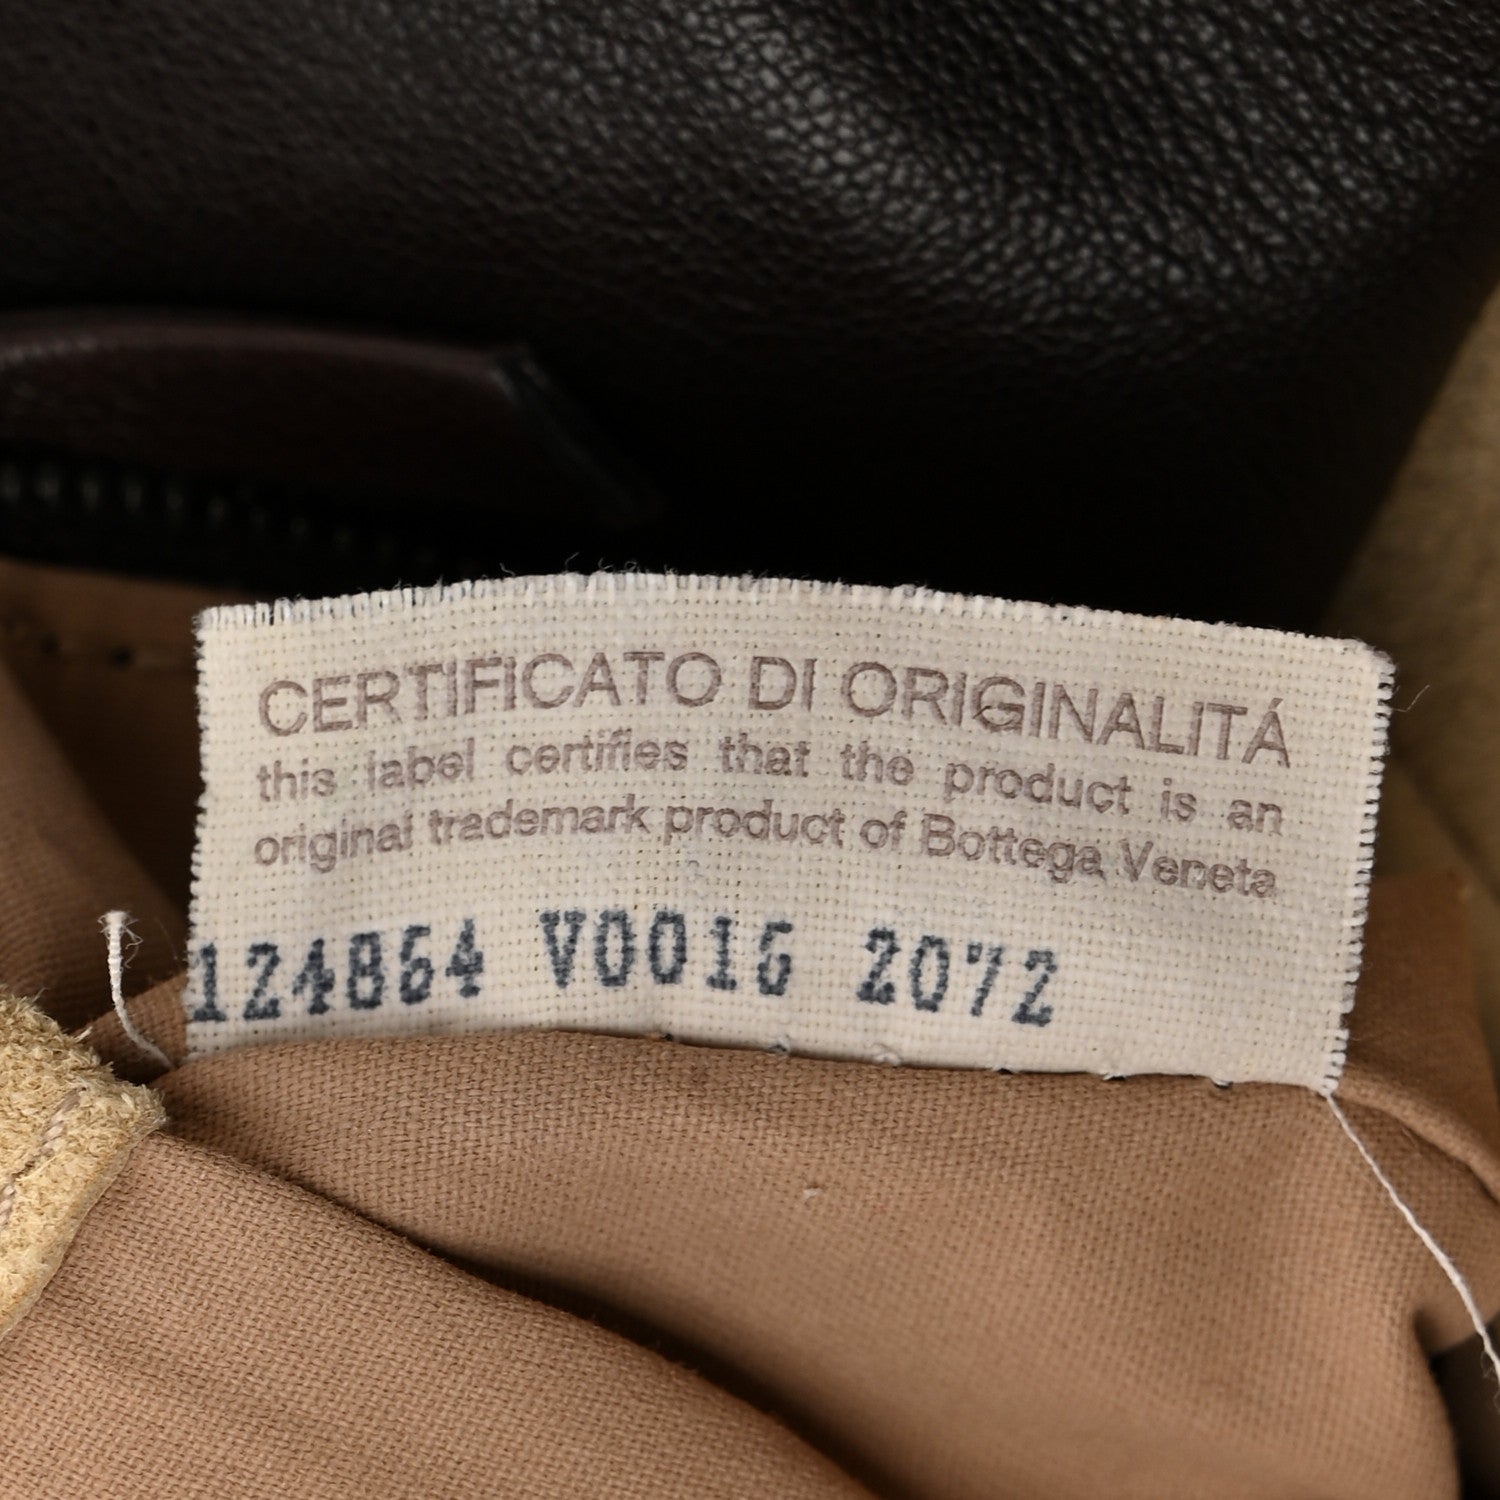 CERTIFICATO DI ORIGINALITÁ
this label certifies that the product is an
original trademark product of Bottega Veneta
124864 V001G 2072